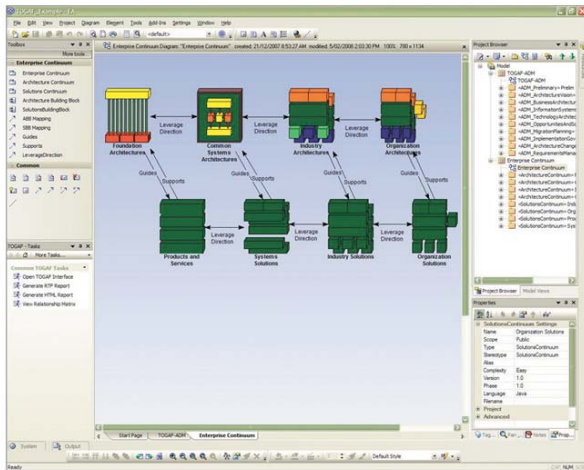 TOGAF_Example - EA
File Edit View Project Diagram Element Tools Add-Ins Settings Window Help
Toolbox
More tools...
Enterprise Continuum
Enterprise Continuum
Architecture Continuum
Solutions Continuum
Architecture Building Block
SolutionsBuildingBlock
ABB Mapping
SBB Mapping
Guides
Supports
LeverageDirection
Common
TOGAF - Tasks
More Tasks...
Common TOGAF Tasks
Open TOGAF Interface
Generate RTF Report
Generate HTML Report
View Relationship Matrix
System Output
Enterprise Continuum Diagram: "Enterprise Continuum" created: 21/12/2007 8:53:27 AM modified: 5/02/2008 2:03:30 PM 100% 780 x 1134
Leverage
Direction
Leverage
Direction
Leverage
Direction
Foundation
Architectures
Common
Systems
Architectures
Industry
Architectures
Organization
Architectures
Guides
Supports
Guides
Supports
Guides
Supports
Guides
Supports
Leverage
Direction
Leverage
Direction
Leverage
Direction
Products and
Services
Systems
Solutions
Industry Solutions
Organization
Solutions
Start Page TOGAF-ADM Enterprise Continuum
Default Style
Project Browser
Model
TOGAF-ADM
TOGAF-ADM
Enterprise Continuum
Enterprise Continuum
Project Browser Model Views
Properties
SolutionsContinuum Settings
Name Organization Solutions
Scope Public
Type SolutionsContinuum
Stereotype SolutionsContinuum
Alias
Complexity Easy
Version 1.0
Phase 1.0
Language Java
Filename
Project
Advanced
Notes
Ready
NUM